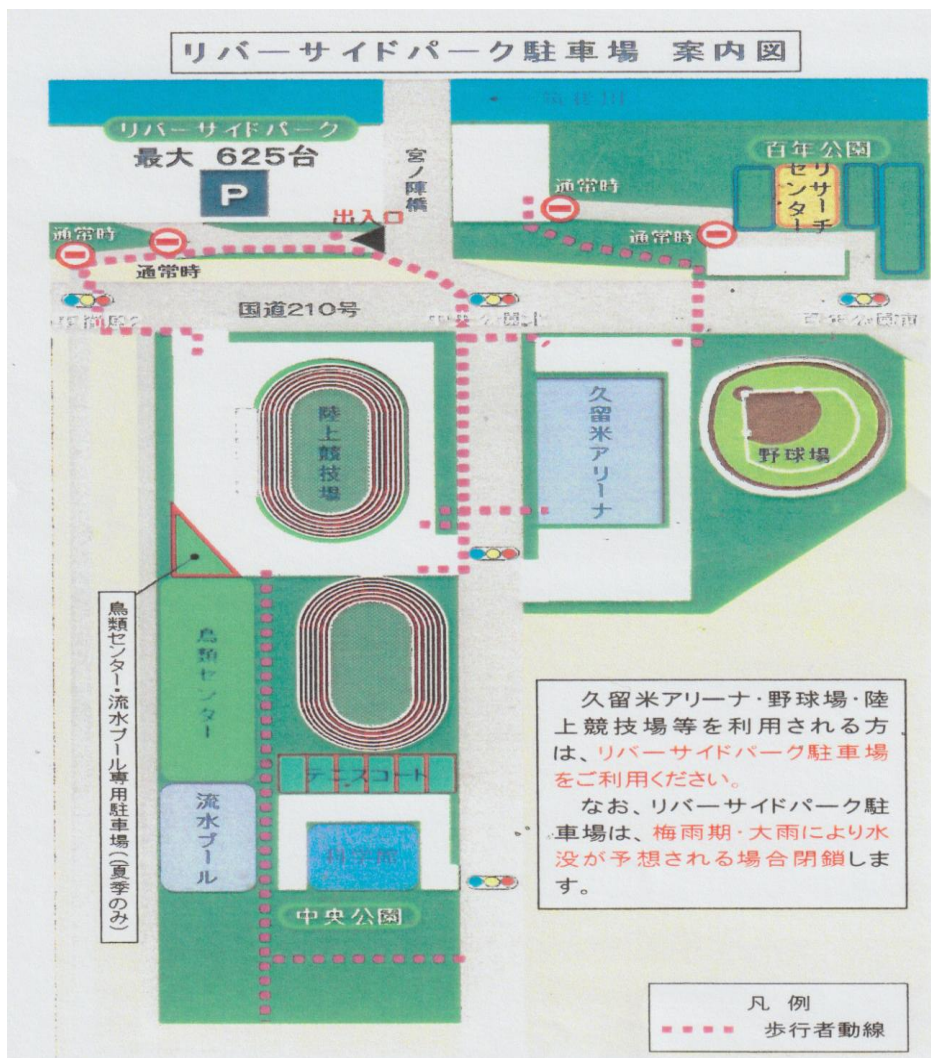 リバーサイドパーク駐車場 案内図
リバーサイドパーク
最大 625台
P
宮ノ陣橋
出入口
通常時
通常時
通常時
通常時
百年公園
リサーチ
センター
国道210号
中央公園北
陸上競技場
久留米アリーナ
野球場
鳥類センター・流水プール専用駐車場(夏季のみ)
鳥類センター
流水プール
テニスコート
中央公園
久留米アリーナ・野球場・陸
上競技場等を利用される方
は、リバーサイドパーク駐車場
をご利用ください。
なお、リバーサイドパーク駐
車場は、梅雨期・大雨により水
没が予想される場合閉鎖しま
す。
凡 例
歩行者動線